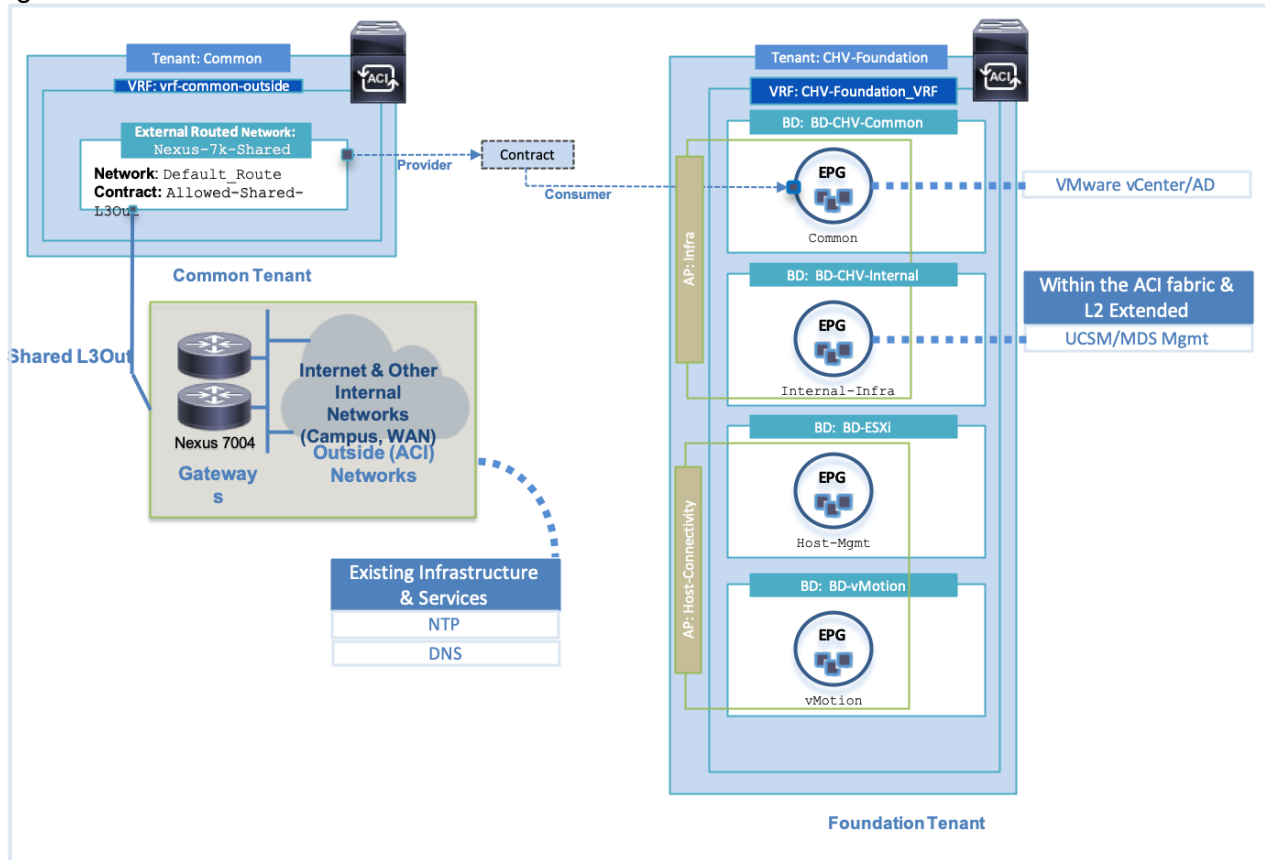 Tenant: Common
VRF: vrf-common-outside
ACI
External Routed Network:
Nexus-7k-Shared
Network: Default_Route
Contract: Allowed-Shared-
L3Out
Common Tenant
Provider
Contract
Consumer
Shared L3Out
Nexus 7004
Gateway
s
Internet & Other
Internal
Networks
(Campus, WAN)
Outside (ACI)
Networks
Existing Infrastructure
& Services
NTP
DNS
Tenant: CHV-Foundation
ACI
VRF: CHV-Foundation_VRF
BD: BD-CHV-Common
AP: Infra
EPG
Common
VMware vCenter/AD
BD: BD-CHV-Internal
EPG
Internal-Infra
Within the ACI fabric &
L2 Extended
UCSM/MDS Mgmt
BD: BD-ESXi
AP: Host-Connectivity
EPG
Host-Mgmt
BD: BD-vMotion
EPG
vMotion
Foundation Tenant